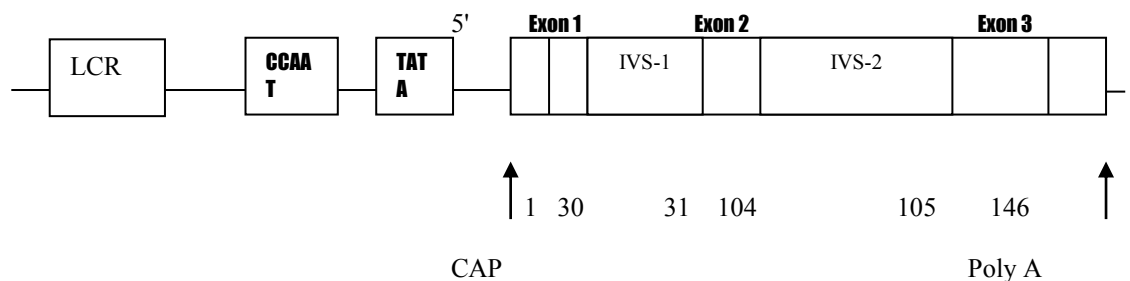 5' Exon 1 Exon 2 Exon 3
LCR CCAA TAT IVS-1 IVS-2
T A
1 30 31 104 105 146
CAP Poly A